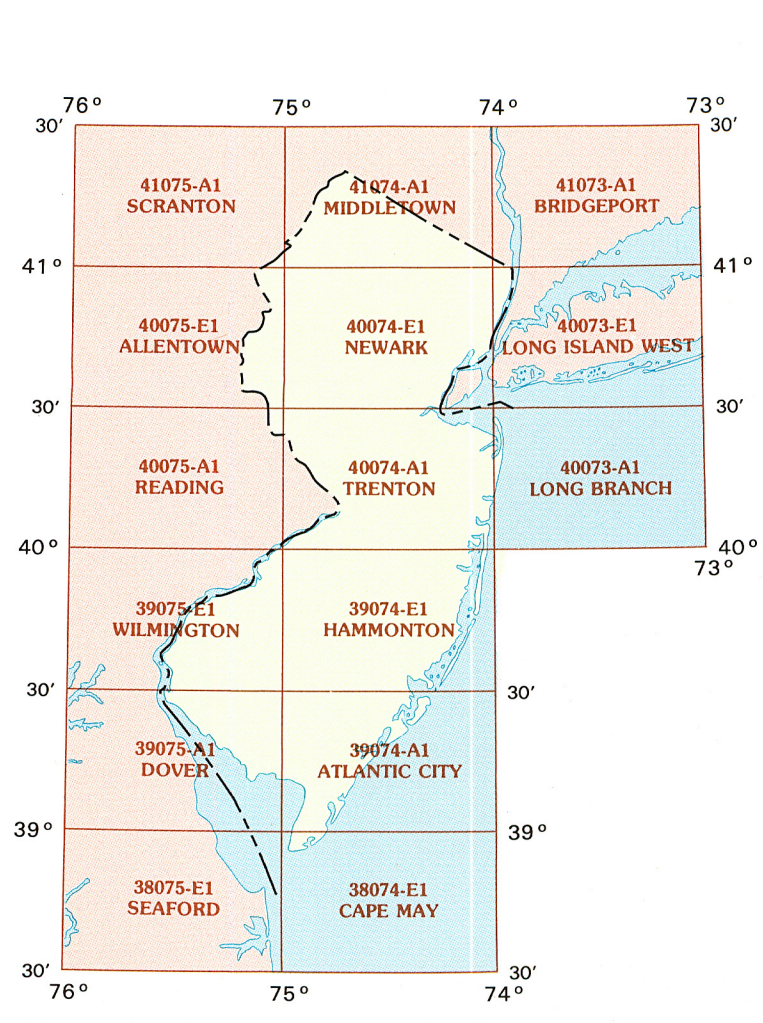 76° 75° 74° 73°
30′ 30′
41075-A1 41074-A1 41073-A1
SCRANTON MIDDLETOWN BRIDGEPORT
41° 41°
40075-E1 40074-E1 40073-E1
ALLENTOWN NEWARK LONG ISLAND WEST
30′ 30′
40075-A1 40074-A1 40073-A1
READING TRENTON LONG BRANCH
40° 40°
73°
39075-E1 39074-E1
WILMINGTON HAMMONTON
30′ 30′
39075-A1 39074-A1
DOVER ATLANTIC CITY
39° 39°
38075-E1 38074-E1
SEAFORD CAPE MAY
30′ 30′
76° 75° 74°